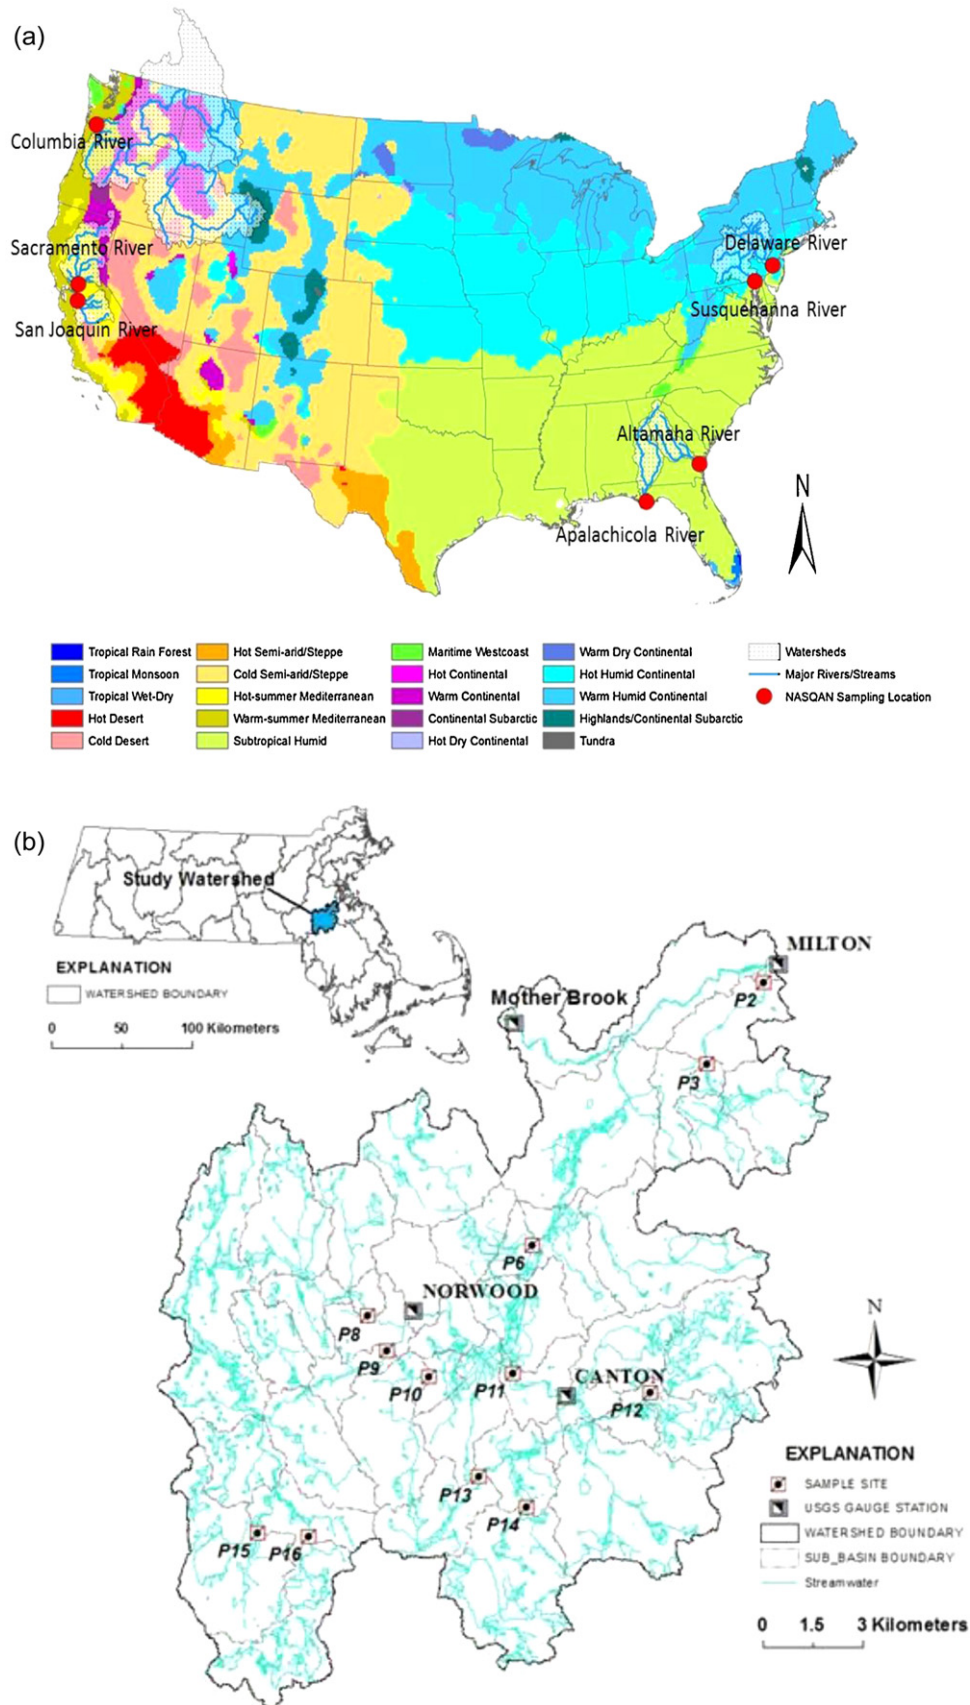 (a)
Columbia River
Sacramento River
San Joaquin River
Delaware River
Susquehanna River
Altamaha River
Apalachicola River
N
Tropical Rain Forest
Tropical Monsoon
Tropical Wet-Dry
Hot Desert
Cold Desert
Hot Semi-arid/Steppe
Cold Semi-arid/Steppe
Hot-summer Mediterranean
Warm-summer Mediterranean
Subtropical Humid
Maritime Westcoast
Hot Continental
Warm Continental
Continental Subarctic
Hot Dry Continental
Warm Dry Continental
Hot Humid Continental
Warm Humid Continental
Highlands/Continental Subarctic
Tundra
Watersheds
Major Rivers/Streams
NASQAN Sampling Location
(b)
Study Watershed
EXPLANATION
WATERSHED BOUNDARY
0 50 100 Kilometers
MILTON
P2
Mother Brook
P3
P6
NORWOOD
P8
P9
P10
P11
CANTON
P12
P13
P14
P15
P16
N
EXPLANATION
SAMPLE SITE
USGS GAUGE STATION
WATERSHED BOUNDARY
SUB_BASIN BOUNDARY
Streamwater
0 1.5 3 Kilometers